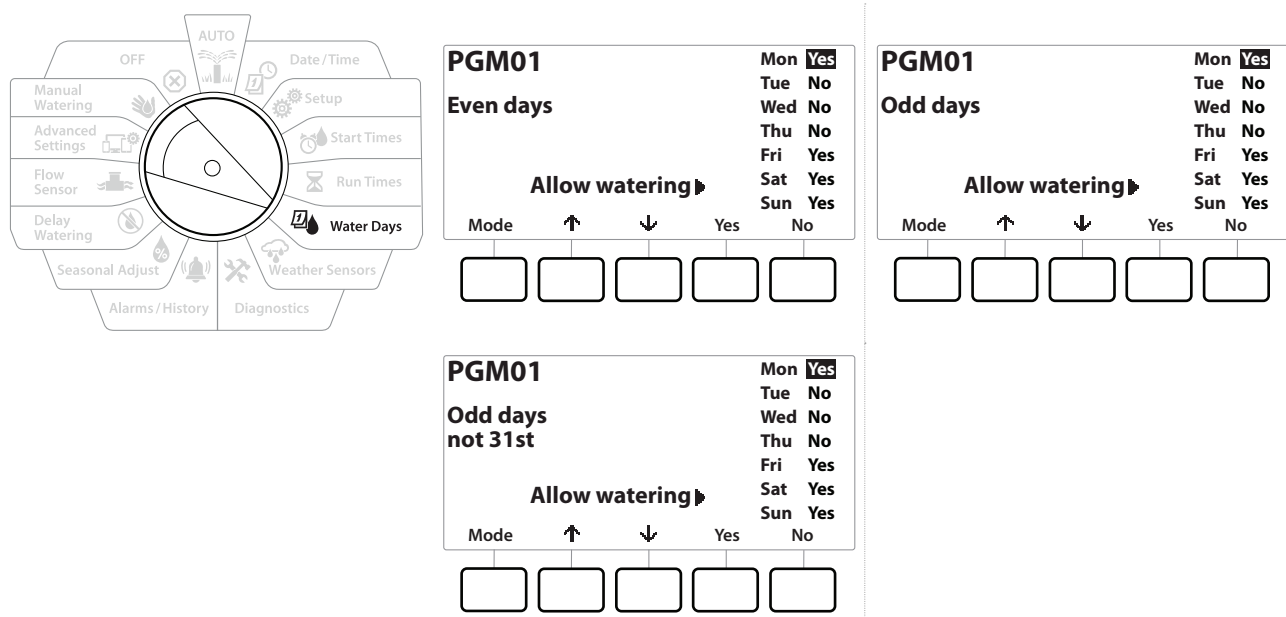 AUTO
OFF
Date/Time
Manual
Watering
Setup
Advanced
Settings
Start Times
Flow
Sensor
Run Times
Delay
Watering
Water Days
Seasonal Adjust
Weather Sensors
Alarms/History
Diagnostics
PGM01
Even days
Allow watering
Mon Yes
Tue No
Wed No
Thu No
Fri Yes
Sat Yes
Sun Yes
Mode ↑ ↓ Yes No
PGM01
Odd days
Allow watering
Mon Yes
Tue No
Wed No
Thu No
Fri Yes
Sat Yes
Sun Yes
Mode ↑ ↓ Yes No
PGM01
Odd days
not 31st
Allow watering
Mon Yes
Tue No
Wed No
Thu No
Fri Yes
Sat Yes
Sun Yes
Mode ↑ ↓ Yes No